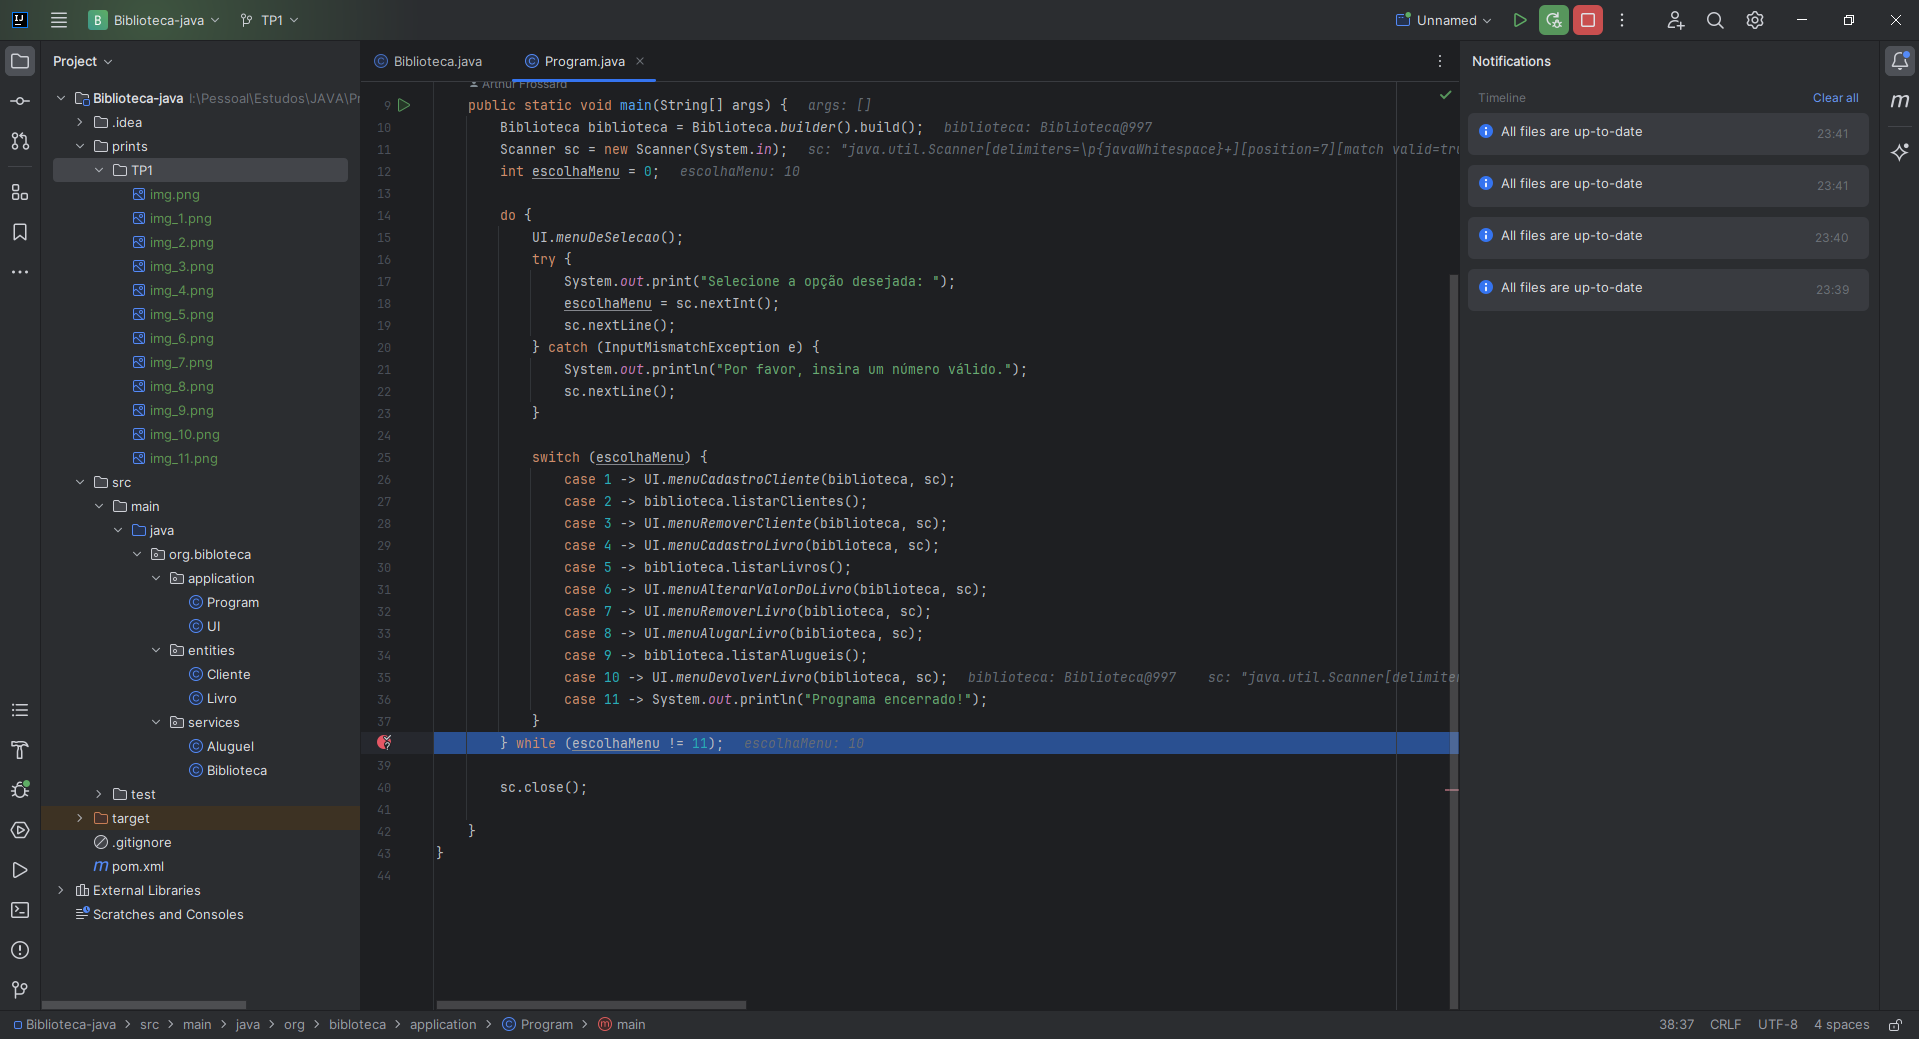 Biblioteca-java
TP1
Unnamed
Project
Biblioteca.java
Program.java
Notifications
Timeline
Clear all
All files are up-to-date
23:41
All files are up-to-date
23:41
All files are up-to-date
23:40
All files are up-to-date
23:39
Biblioteca-java I:\Pessoal\Estudos\JAVA\Pr
.idea
prints
TP1
img.png
img_1.png
img_2.png
img_3.png
img_4.png
img_5.png
img_6.png
img_7.png
img_8.png
img_9.png
img_10.png
img_11.png
src
main
java
org.bibloteca
application
Program
UI
entities
Cliente
Livro
services
Aluguel
Biblioteca
test
target
.gitignore
pom.xml
External Libraries
Scratches and Consoles
Arthur Frossard
9 public static void main(String[] args) { args: []
10 Biblioteca biblioteca = Biblioteca.builder().build(); biblioteca: Biblioteca@997
11 Scanner sc = new Scanner(System.in); sc: "java.util.Scanner[delimiters=\p{javaWhitespace}+][position=7][match valid=tru
12 int escolhaMenu = 0; escolhaMenu: 10
13
14 do {
15 UI.menuDeSelecao();
16 try {
17 System.out.print("Selecione a opção desejada: ");
18 escolhaMenu = sc.nextInt();
19 sc.nextLine();
20 } catch (InputMismatchException e) {
21 System.out.println("Por favor, insira um número válido.");
22 sc.nextLine();
23 }
24
25 switch (escolhaMenu) {
26 case 1 -> UI.menuCadastroCliente(biblioteca, sc);
27 case 2 -> biblioteca.listarClientes();
28 case 3 -> UI.menuRemoverCliente(biblioteca, sc);
29 case 4 -> UI.menuCadastroLivro(biblioteca, sc);
30 case 5 -> biblioteca.listarLivros();
31 case 6 -> UI.menuAlterarValorDoLivro(biblioteca, sc);
32 case 7 -> UI.menuRemoverLivro(biblioteca, sc);
33 case 8 -> UI.menuAlugarLivro(biblioteca, sc);
34 case 9 -> biblioteca.listarAlugueis();
35 case 10 -> UI.menuDevolverLivro(biblioteca, sc); biblioteca: Biblioteca@997 sc: "java.util.Scanner[delimiter
36 case 11 -> System.out.println("Programa encerrado!");
37 }
} while (escolhaMenu != 11); escolhaMenu: 10
39
40 sc.close();
41
42 }
43 }
44
Biblioteca-java > src > main > java > org > bibloteca > application > Program > main
38:37 CRLF UTF-8 4 spaces